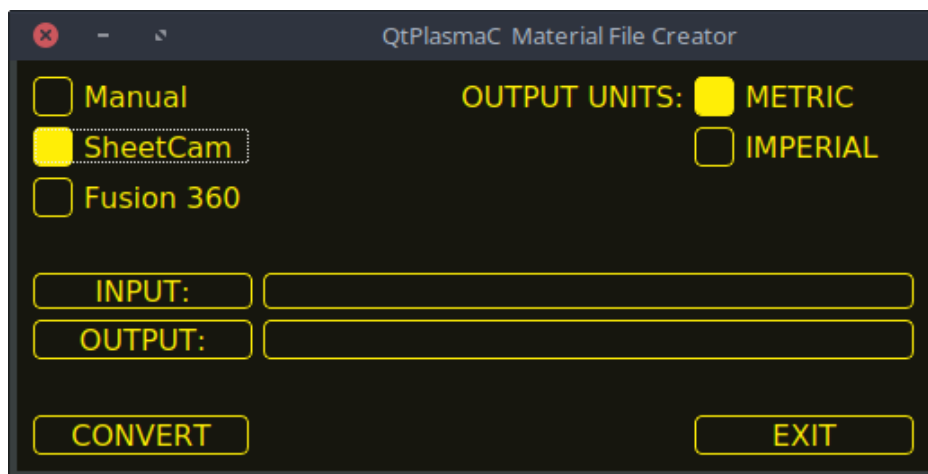 QtPlasmaC Material File Creator
Manual OUTPUT UNITS: METRIC
SheetCam IMPERIAL
Fusion 360
INPUT:
OUTPUT:
CONVERT EXIT